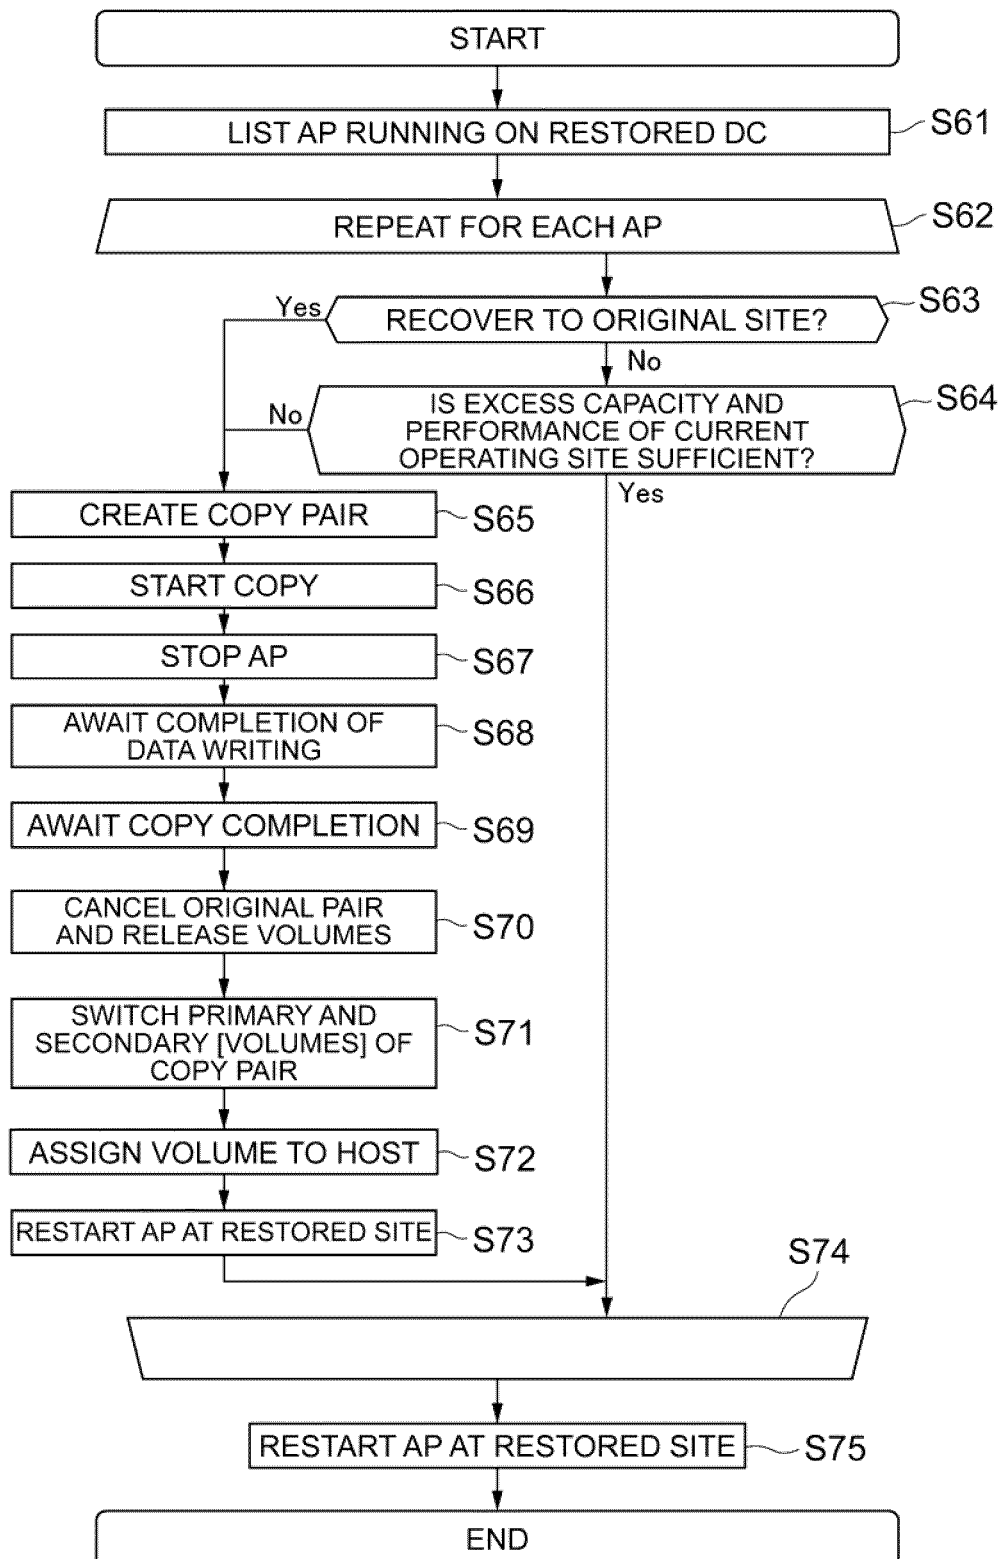 START
LIST AP RUNNING ON RESTORED DC
S61
REPEAT FOR EACH AP
S62
Yes
RECOVER TO ORIGINAL SITE?
S63
No
No
IS EXCESS CAPACITY AND
PERFORMANCE OF CURRENT
OPERATING SITE SUFFICIENT?
S64
Yes
CREATE COPY PAIR
S65
START COPY
S66
STOP AP
S67
AWAIT COMPLETION OF
DATA WRITING
S68
AWAIT COPY COMPLETION
S69
CANCEL ORIGINAL PAIR
AND RELEASE VOLUMES
S70
SWITCH PRIMARY AND
SECONDARY [VOLUMES] OF
COPY PAIR
S71
ASSIGN VOLUME TO HOST
S72
RESTART AP AT RESTORED SITE
S73
S74
RESTART AP AT RESTORED SITE
S75
END